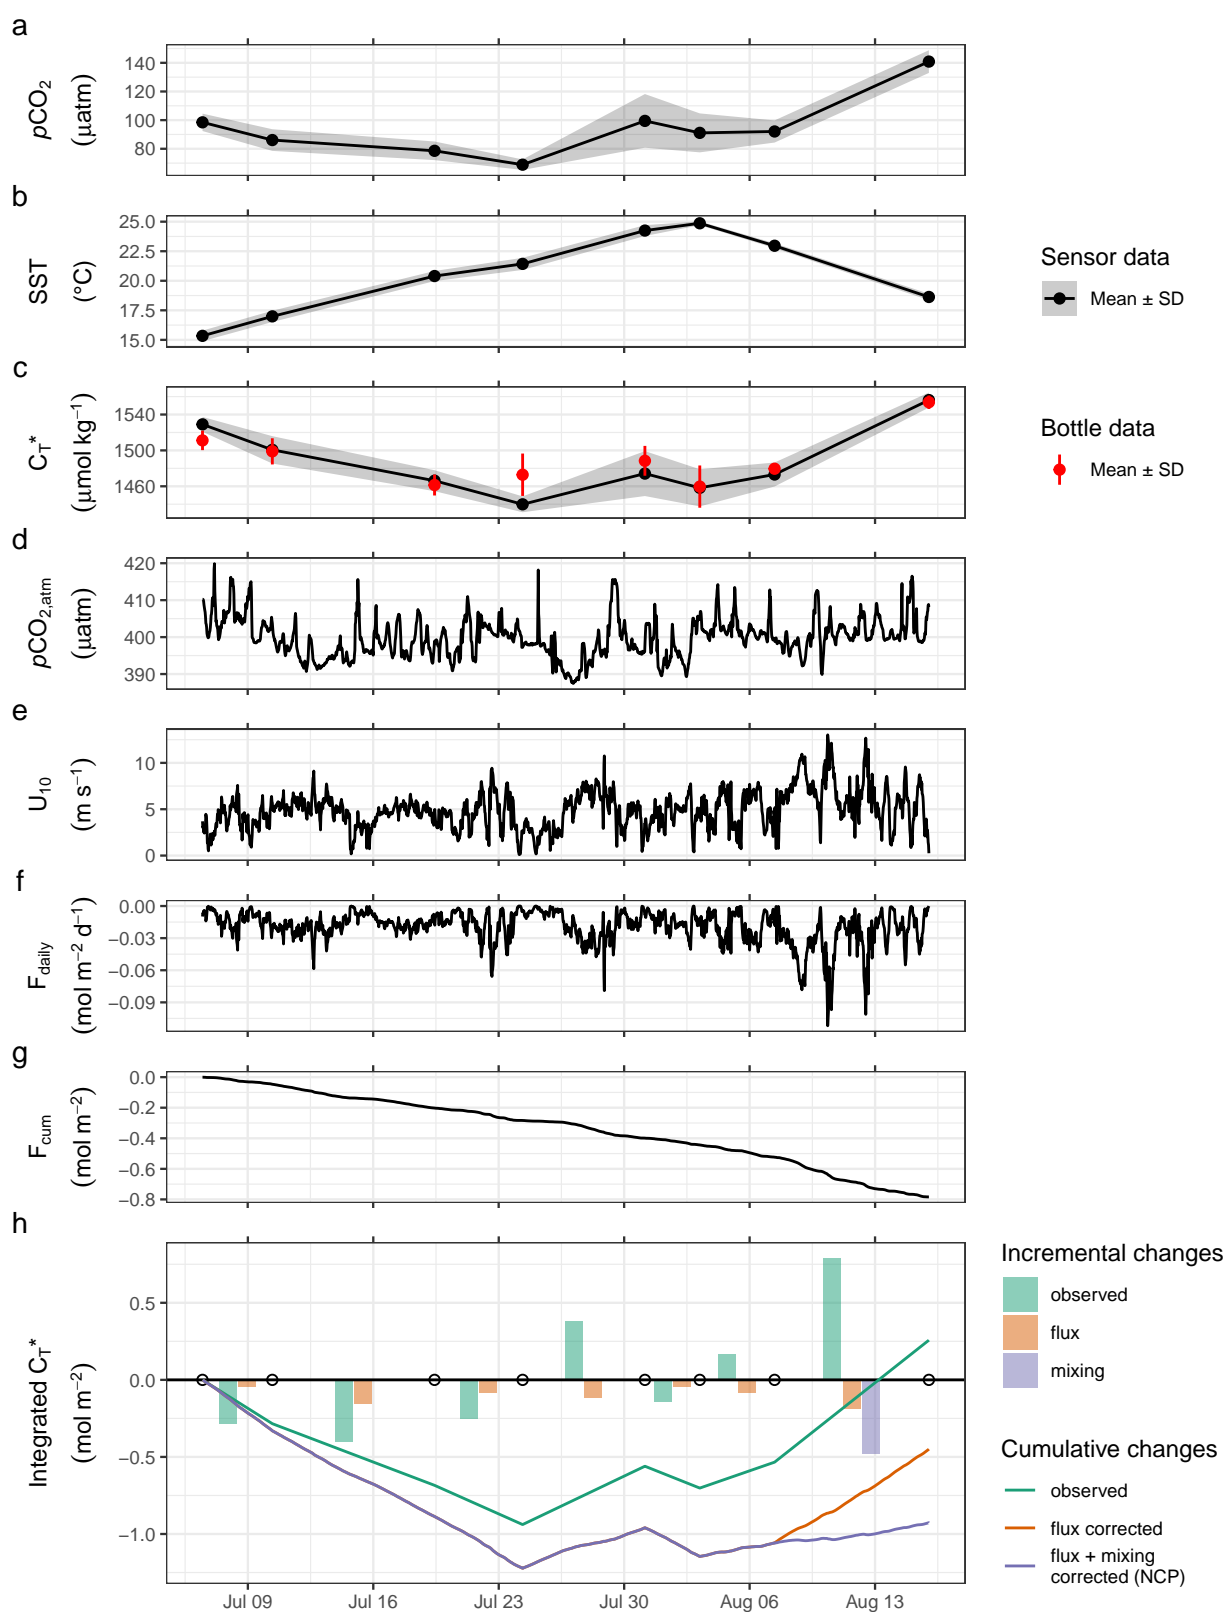 a
pCO₂
(µatm)
140
120
100
80
b
SST
(°C)
25.0
22.5
20.0
17.5
15.0
Sensor data
Mean ± SD
c
C_T*
(µmol kg⁻¹)
1540
1500
1460
Bottle data
Mean ± SD
d
pCO₂,atm
(µatm)
420
410
400
390
e
U₁₀
(m s⁻¹)
10
5
0
f
F_daily
(mol m⁻² d⁻¹)
0.00
−0.03
−0.06
−0.09
g
F_cum
(mol m⁻²)
0.0
−0.2
−0.4
−0.6
−0.8
h
Integrated C_T*
(mol m⁻²)
0.5
0.0
−0.5
−1.0
Jul 09 Jul 16 Jul 23 Jul 30 Aug 06 Aug 13
Incremental changes
observed
flux
mixing
Cumulative changes
observed
flux corrected
flux + mixing
corrected (NCP)